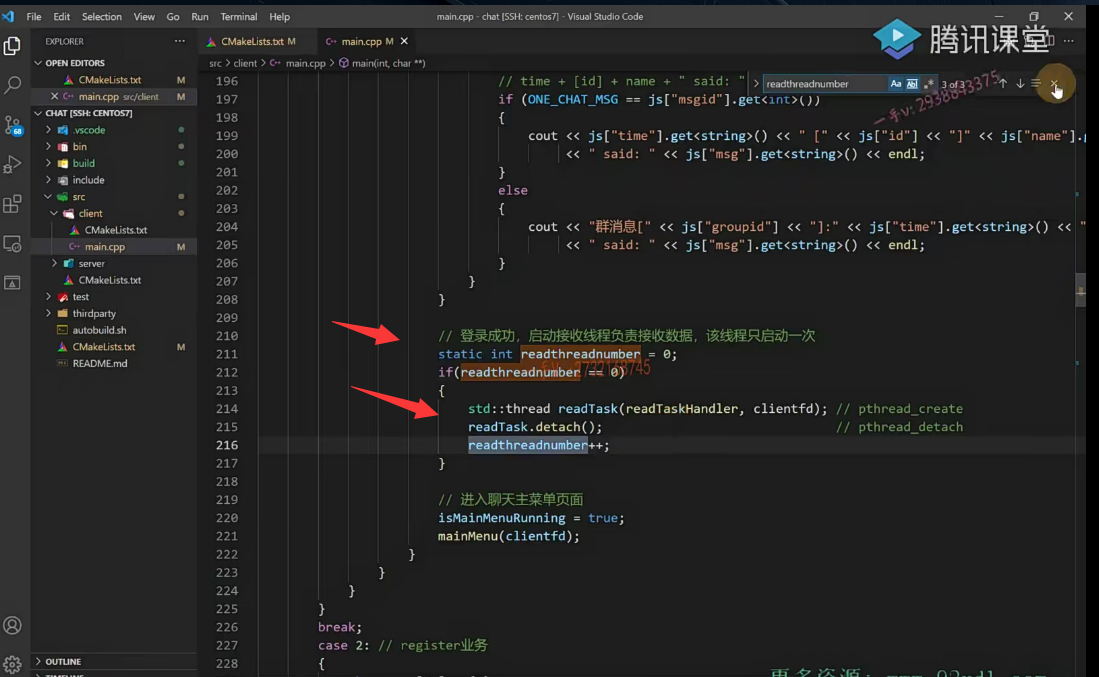 File Edit Selection View Go Run Terminal Help
main.cpp - chat [SSH: centos7] - Visual Studio Code
腾讯课堂
EXPLORER
CMakeLists.txt M
main.cpp M
src > client > main.cpp > main(int, char **)
readthreadnumber
Aa
3 of 3
一手v: 2938843375
OPEN EDITORS
CMakeLists.txt M
main.cpp src/client M
CHAT [SSH: CENTOS7]
.vscode
bin
build
include
src
client
CMakeLists.txt
main.cpp M
server
CMakeLists.txt
test
thirdparty
autobuild.sh
CMakeLists.txt M
README.md
68
OUTLINE
196 // time + [id] + name + " said: "
197 if (ONE_CHAT_MSG == js["msgid"].get<int>())
198 {
199 cout << js["time"].get<string>() << " [" << js["id"] << "]" << js["name"].
200 << " said: " << js["msg"].get<string>() << endl;
201 }
202 else
203 {
204 cout << "群消息[" << js["groupid"] << "]:" << js["time"].get<string>() << "
205 << " said: " << js["msg"].get<string>() << endl;
206 }
207 }
208 }
209
210 // 登录成功，启动接收线程负责接收数据，该线程只启动一次
211 static int readthreadnumber = 0;
212 if(readthreadnumber == 0)
213 {
214 std::thread readTask(readTaskHandler, clientfd); // pthread_create
215 readTask.detach(); // pthread_detach
216 readthreadnumber++;
217 }
218
219 // 进入聊天主菜单页面
220 isMainMenuRunning = true;
221 mainMenu(clientfd);
222 }
223 }
224 }
225 }
226 break;
227 case 2: // register业务
228 {